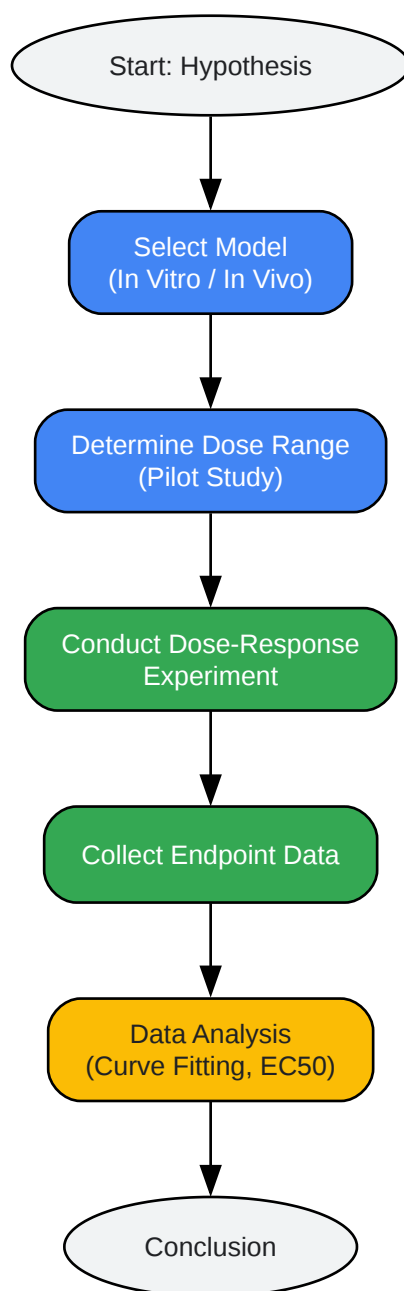 Start: Hypothesis
Select Model
(In Vitro / In Vivo)
Determine Dose Range
(Pilot Study)
Conduct Dose-Response
Experiment
Collect Endpoint Data
Data Analysis
(Curve Fitting, EC50)
Conclusion